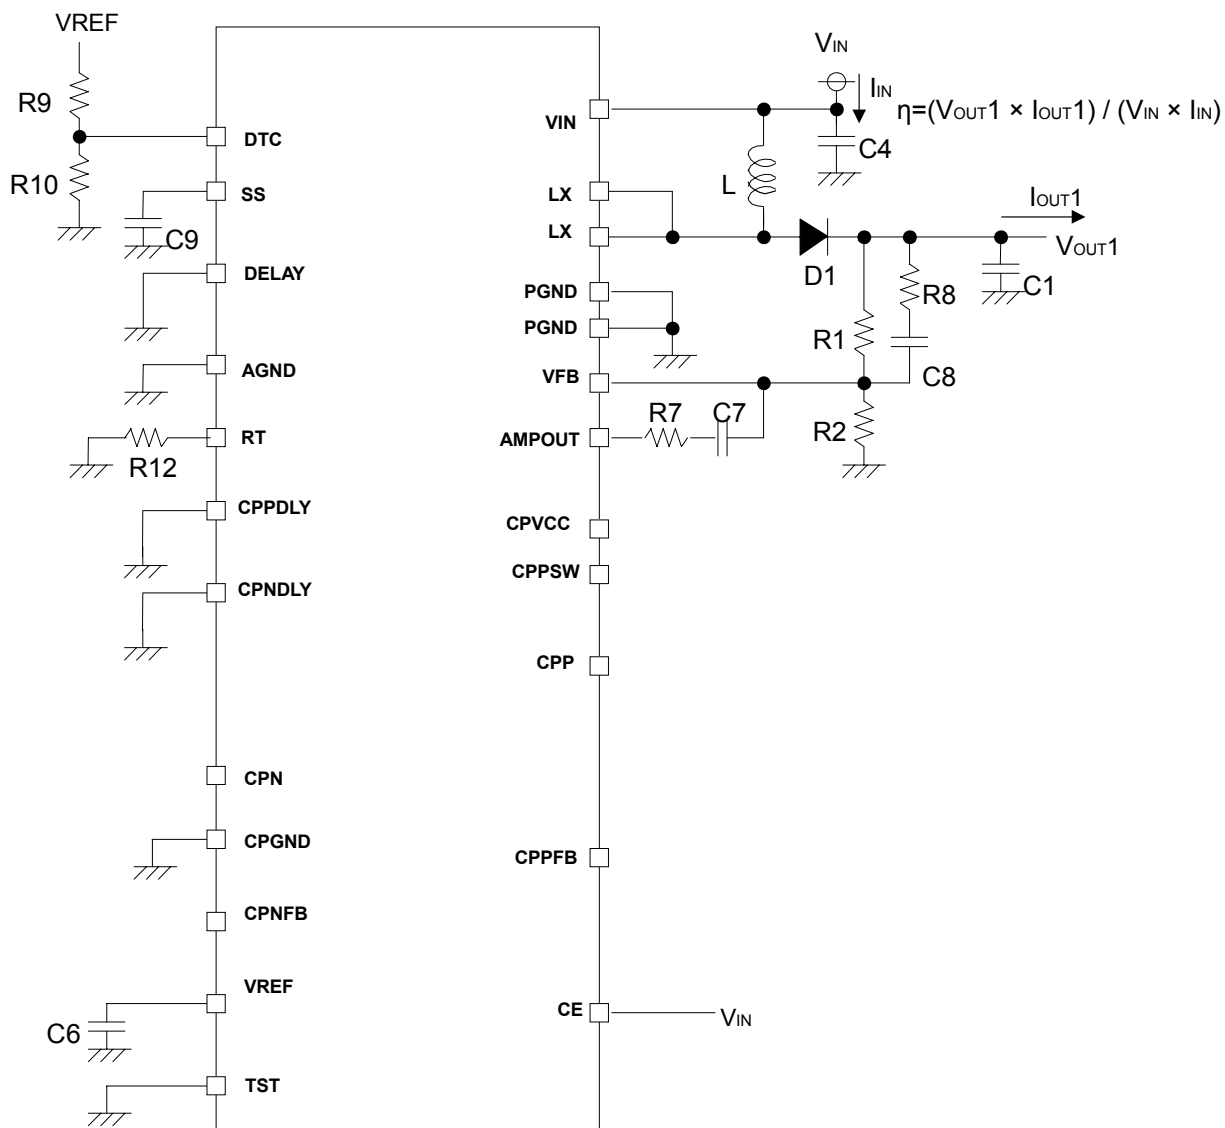 VREF
R9
R10
C9
R12
C6
DTC
SS
DELAY
AGND
RT
CPPDLY
CPNDLY
CPN
CPGND
CPNFB
VREF
TST
VIN
LX
LX
PGND
PGND
VFB
AMPOUT
CPVCC
CPPSW
CPP
CPPFB
CE
VIN
VIN
IIN
η=(VOUT1 × IOUT1) / (VIN × IIN)
C4
L
D1
IOUT1
VOUT1
C1
R8
R1
C8
R7
C7
R2